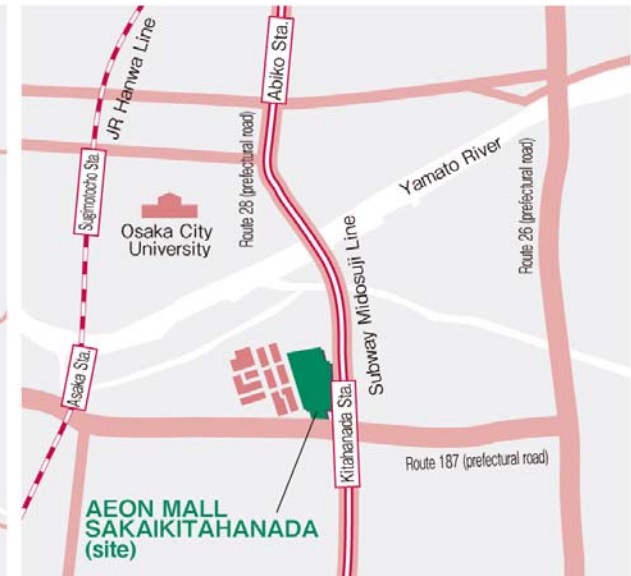 JR Hanwa Line
Abiko Sta.
Sugimotocho Sta.
Osaka City
University
Route 28 (prefectural road)
Yamato River
Route 26 (prefectural road)
Subway Midosuji Line
Asaka Sta.
Kitahanada Sta.
Route 187 (prefectural road)
AEON MALL
SAKAIKITAHANADA
(site)